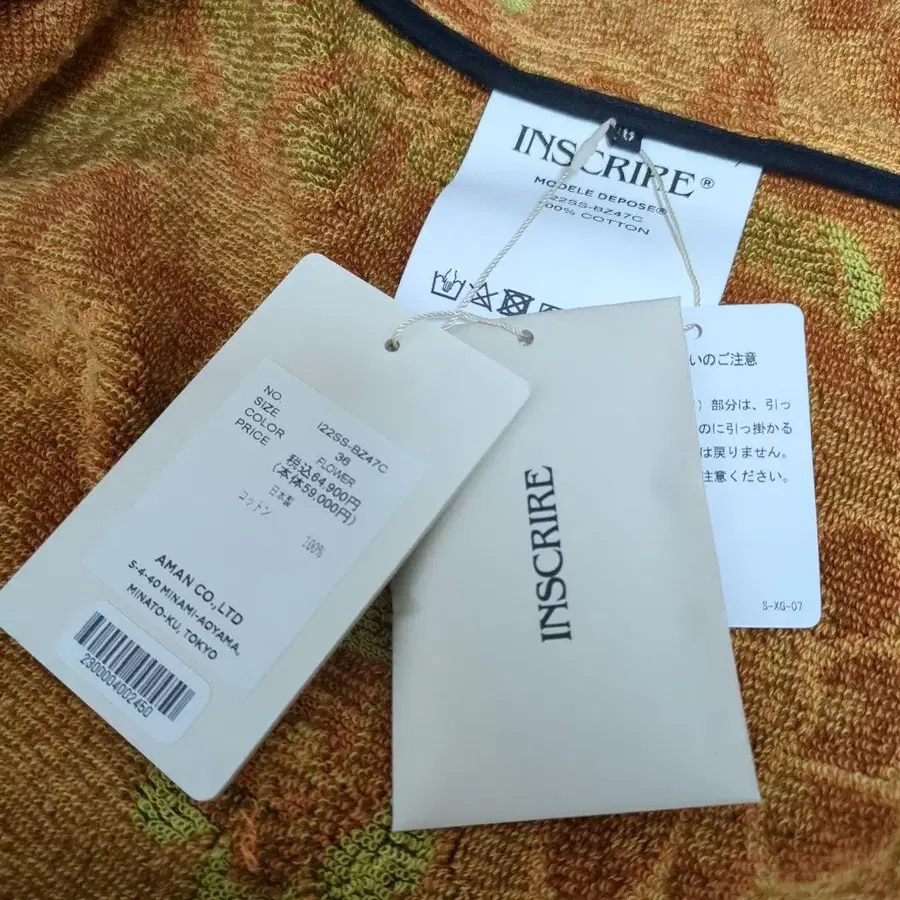 INSCRIRE®
MODELE DEPOSE®
I22SS-BZ47C
100% COTTON
NO. I22SS-BZ47C
SIZE 36
COLOR FLOWER
PRICE 税込64,900円
(本体59,000円)
日本製
コットン 100%
AMAN CO.,LTD
5-4-40 MINAMI-AOYAMA,
MINATO-KU, TOKYO
2300004002450
INSCRIRE
いのご注意
)部分は、引っ
のに引っ掛かる
は戻りません。
注意ください。
S-XG-07